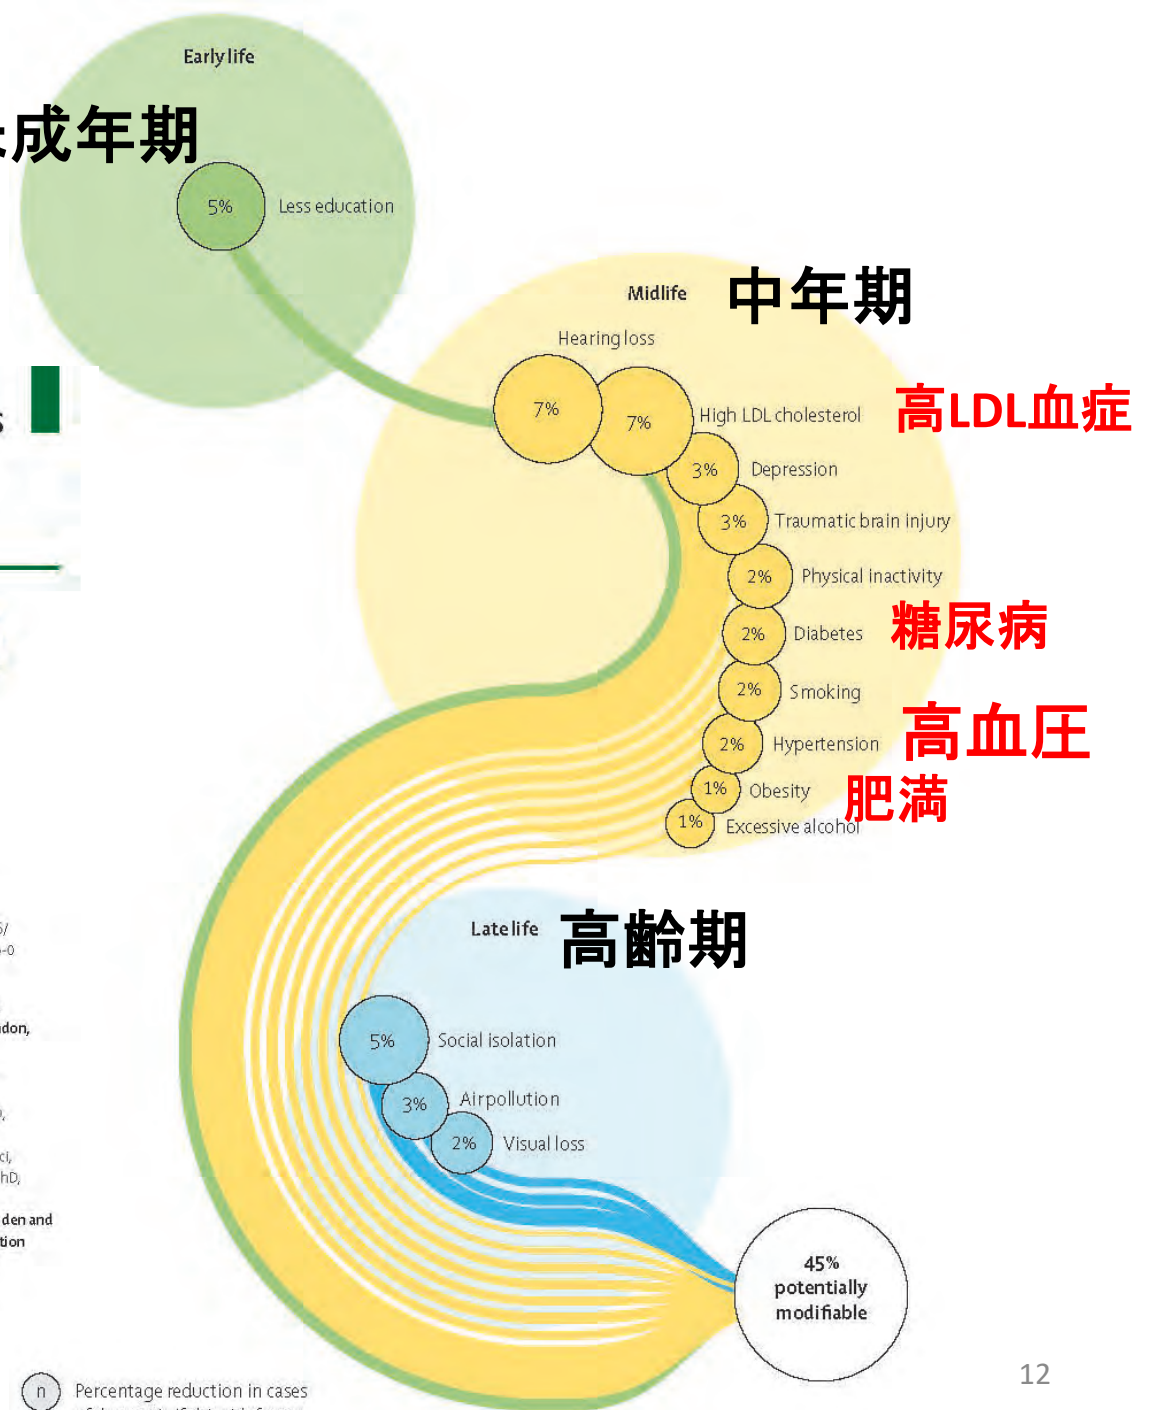 Early life
成年期
5%
Less education
Midlife
中年期
Hearing loss
7%
7%
High LDL cholesterol
高LDL血症
3%
Depression
3%
Traumatic brain injury
2%
Physical inactivity
2%
Diabetes
糖尿病
2%
Smoking
2%
Hypertension
高血圧
1%
Obesity
肥満
1%
Excessive alcohol
Late life
高齢期
5%
Social isolation
3%
Air pollution
2%
Visual loss
45%
potentially
modifiable
den and
n
Percentage reduction in cases
12